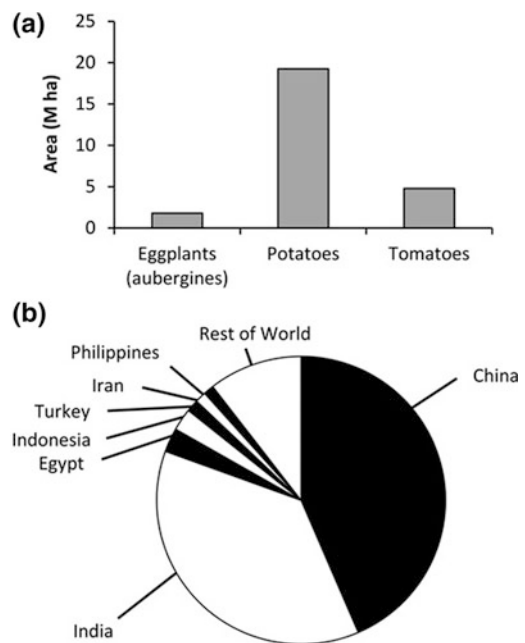 (a)
Area (M ha)
25
20
15
10
5
0
Eggplants
(aubergines)
Potatoes
Tomatoes
(b)
Rest of World
Philippines
Iran
Turkey
Indonesia
Egypt
India
China